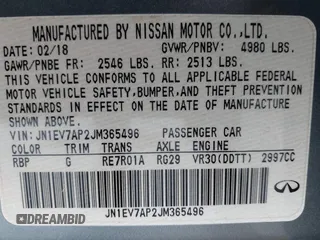 MANUFACTURED BY NISSAN MOTOR CO.,LTD.
DATE: 02/18 GVWR/PNBV: 4980 LBS.
GAWR/PNBE FR: 2546 LBS. RR: 2513 LBS.
THIS VEHICLE CONFORMS TO ALL APPLICABLE FEDERAL
MOTOR VEHICLE SAFETY,BUMPER,AND THEFT PREVENTION
STANDARDS IN EFFECT ON THE DATE OF MANUFACTURE
SHOWN ABOVE.
VIN: JN1EV7AP2JM365496 PASSENGER CAR
COLOR TRIM TRANS AXLE ENGINE
RBP G RE7R01A RG29 VR30(DDTT) 2997CC
JN1EV7AP2JM365496
INFINITI
DREAMBID